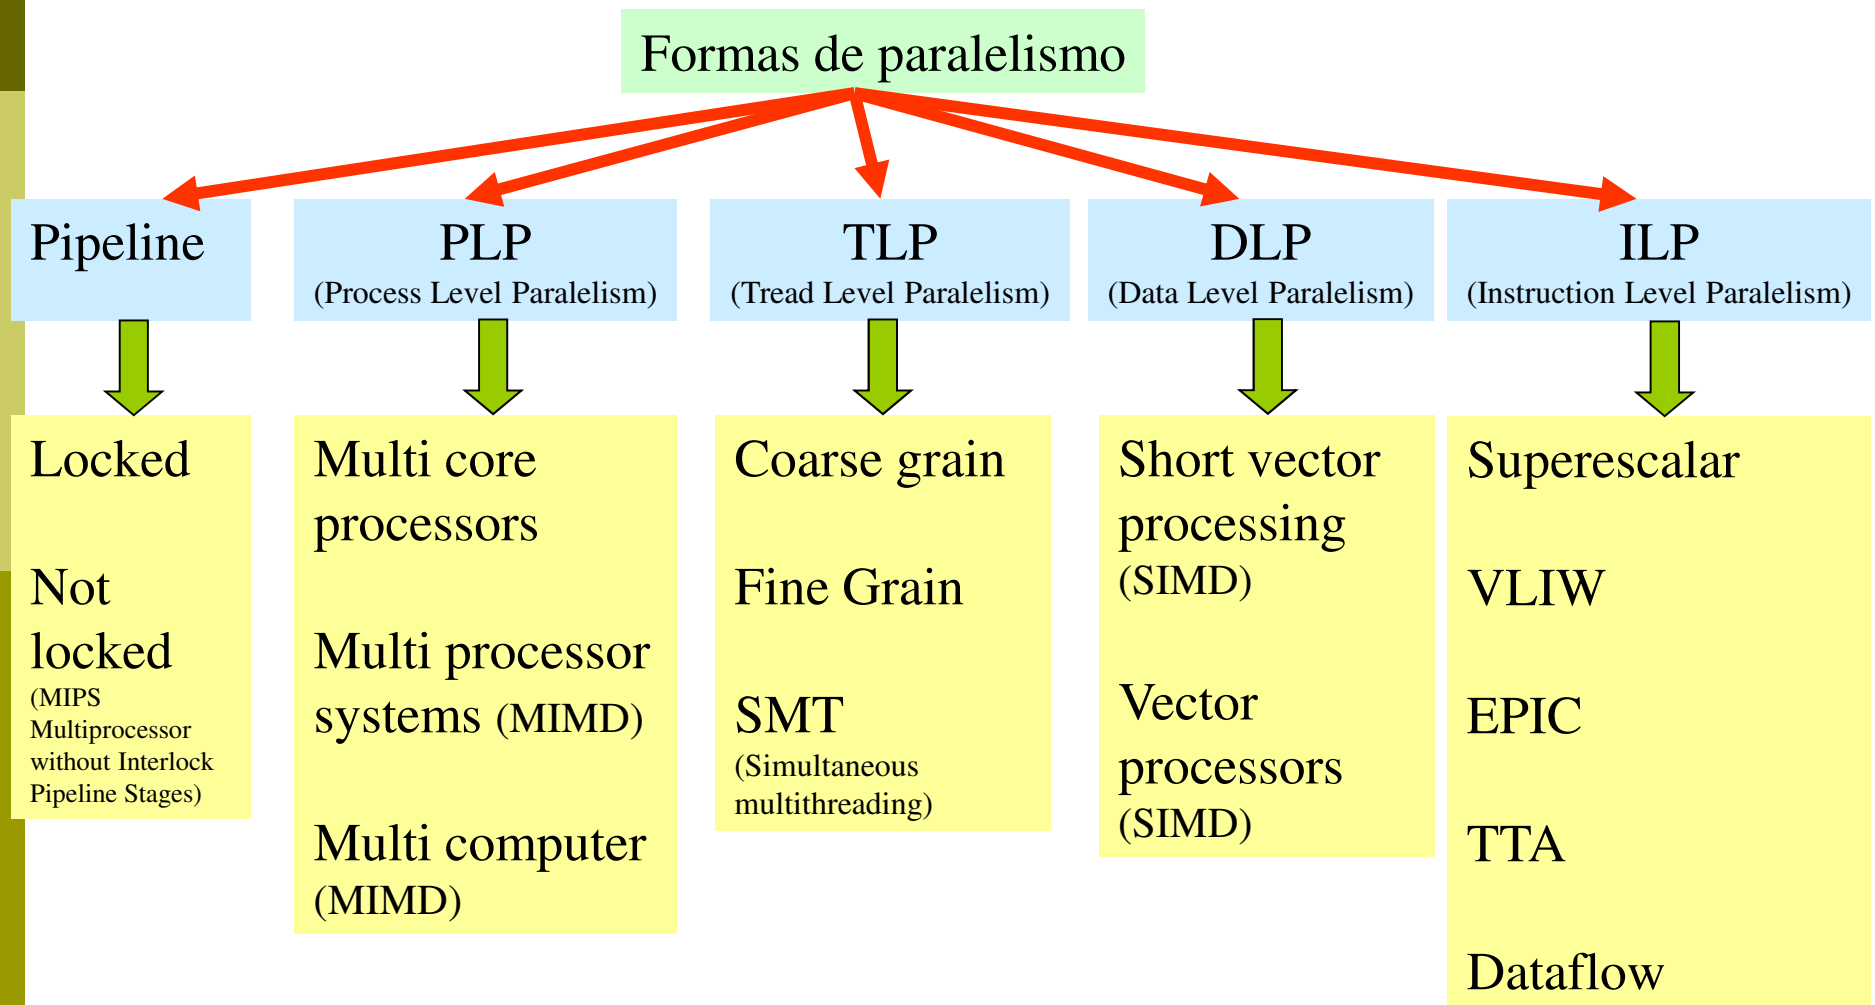 Formas de paralelismo
Pipeline
PLP
(Process Level Paralelism)
TLP
(Tread Level Paralelism)
DLP
(Data Level Paralelism)
ILP
(Instruction Level Paralelism)
Locked
Not
locked
(MIPS
Multiprocessor
without Interlock
Pipeline Stages)
Multi core
processors
Multi processor
systems (MIMD)
Multi computer
(MIMD)
Coarse grain
Fine Grain
SMT
(Simultaneous
multithreading)
Short vector
processing
(SIMD)
Vector
processors
(SIMD)
Superescalar
VLIW
EPIC
TTA
Dataflow